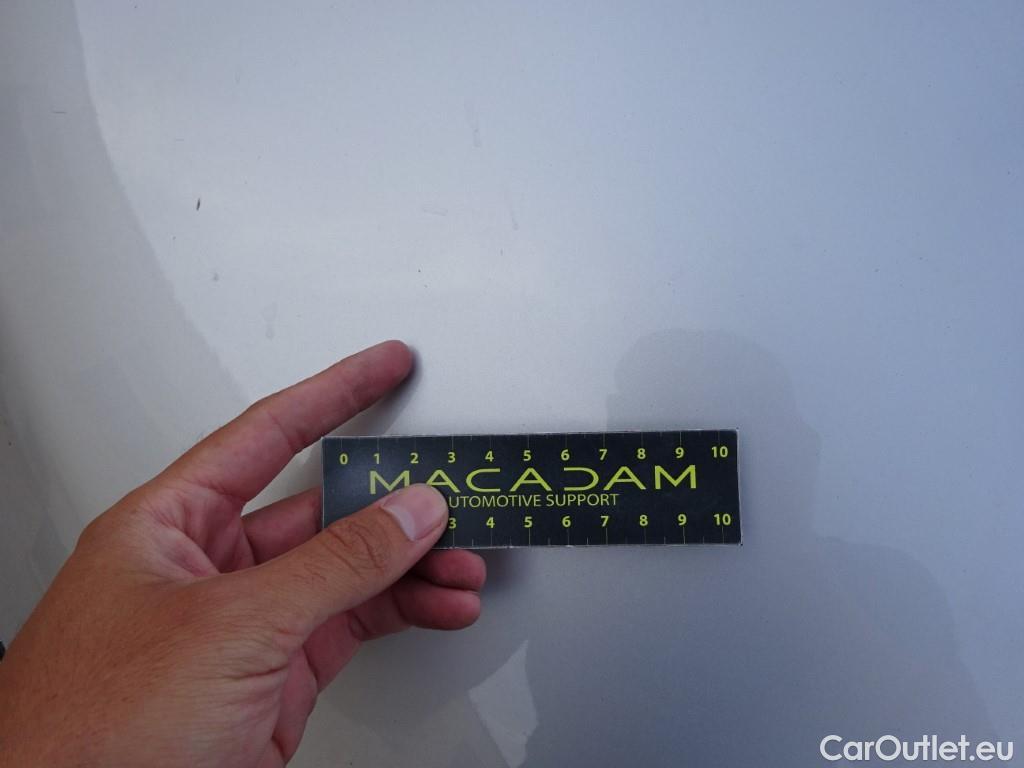 0 1 2 3 4 5 6 7 8 9 10
MACADAM
UTOMOTIVE SUPPORT
3 4 5 6 7 8 9 10
CarOutlet.eu